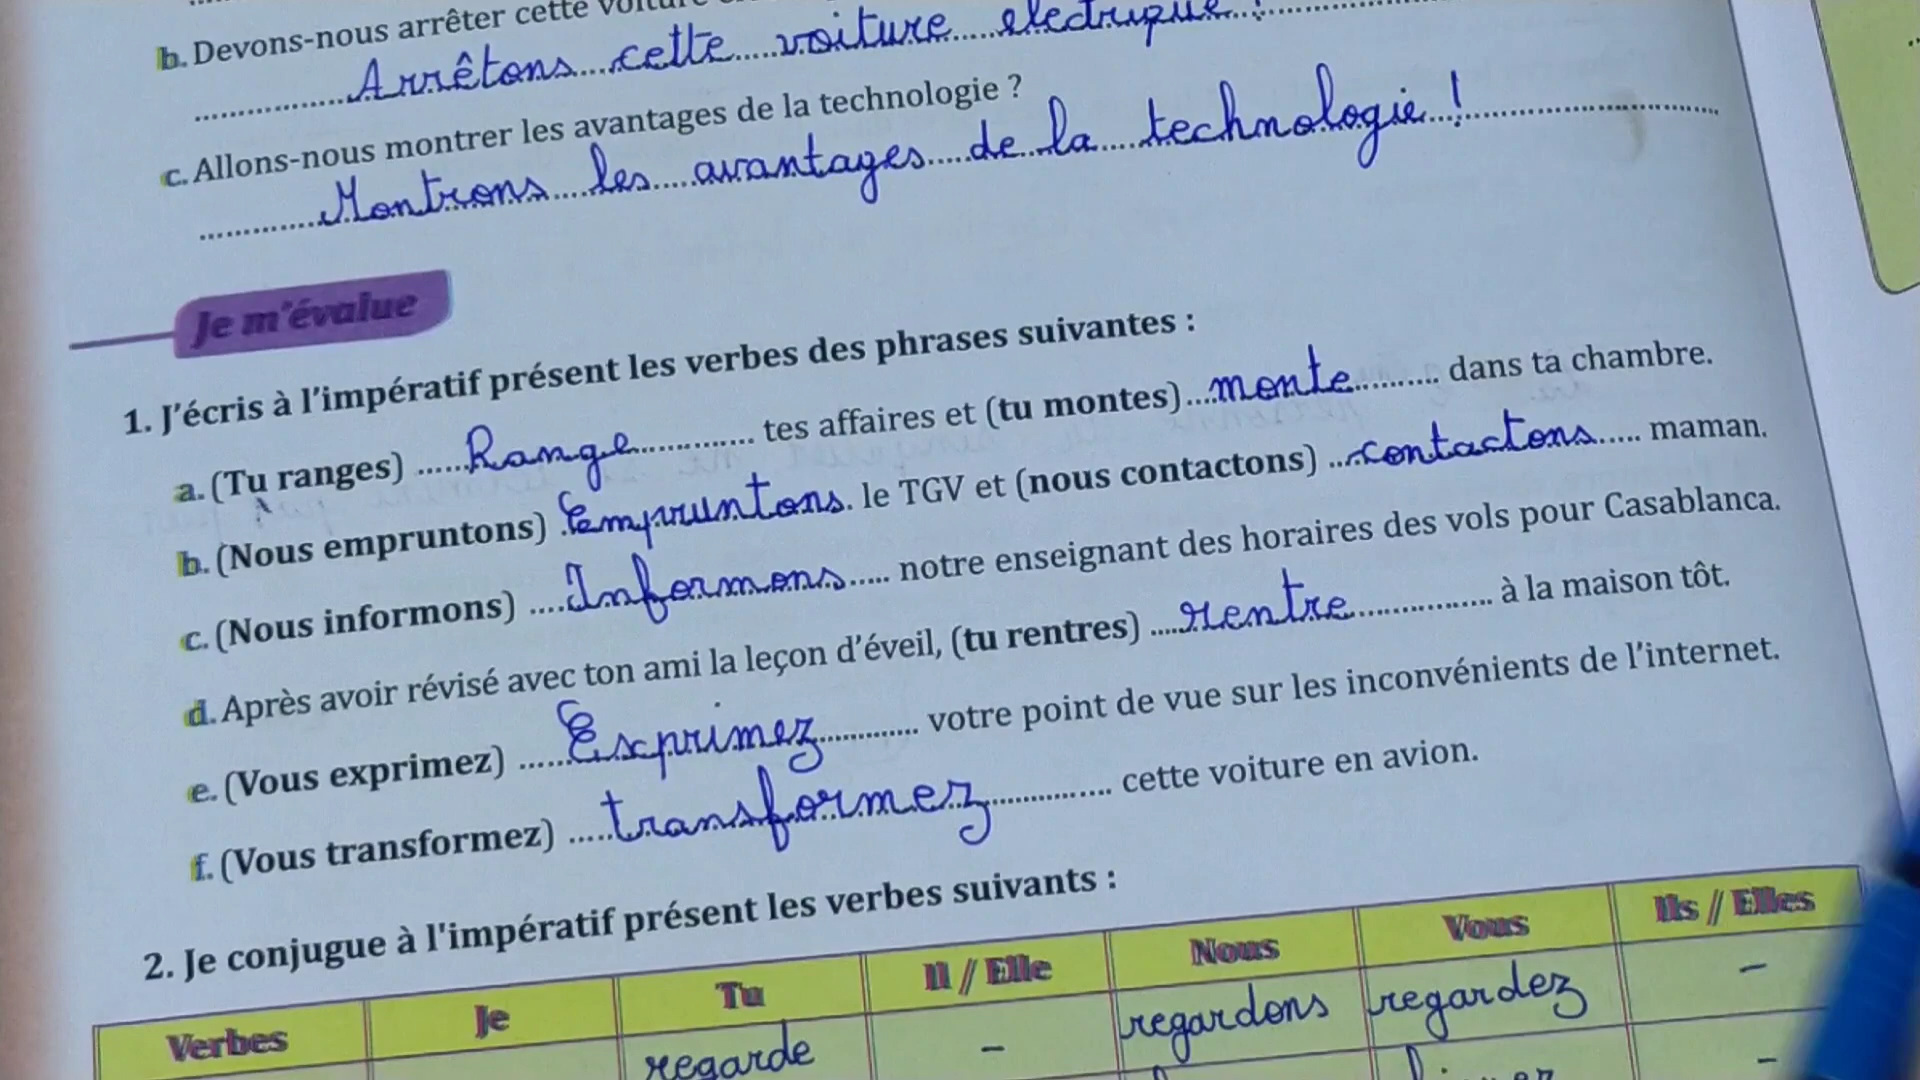 b. Devons-nous arrêter cette
Arrêtons cette voiture electrique !
c. Allons-nous montrer les avantages de la technologie ?
Montrons les avantages de la technologie !
Je m'évalue
1. J'écris à l'impératif présent les verbes des phrases suivantes :
a. (Tu ranges) Range tes affaires et (tu montes) monte dans ta chambre.
b. (Nous empruntons) Empruntons le TGV et (nous contactons) contactons maman.
c. (Nous informons) Informons notre enseignant des horaires des vols pour Casablanca.
d. Après avoir révisé avec ton ami la leçon d'éveil, (tu rentres) rentre à la maison tôt.
e. (Vous exprimez) Exprimez votre point de vue sur les inconvénients de l'internet.
f. (Vous transformez) transformez cette voiture en avion.
2. Je conjugue à l'impératif présent les verbes suivants :
Verbes Je Tu Il / Elle Nous Vous Ils / Elles
regarde - regardons regardez -
-